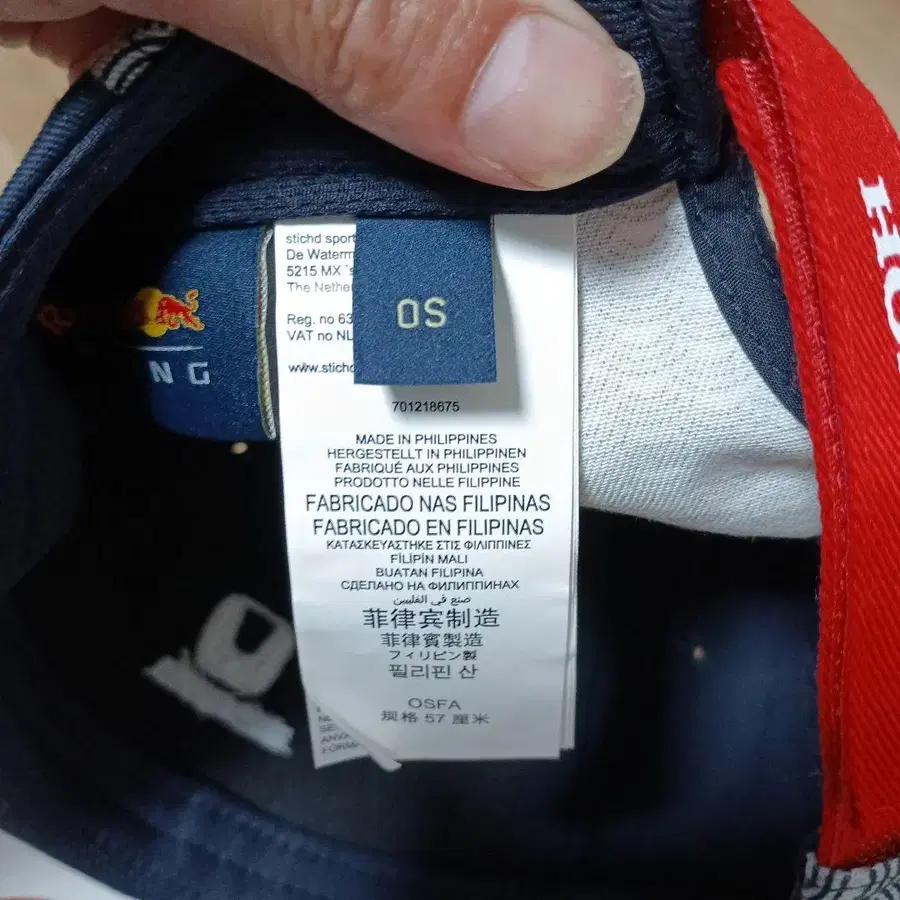 stichd sport
De Waterm
5215 MX 's
The Nether
Reg. no 63
VAT no NL
www.stichd
OS
NG
701218675
MADE IN PHILIPPINES
HERGESTELLT IN PHILIPPINEN
FABRIQUÉ AUX PHILIPPINES
PRODOTTO NELLE FILIPPINE
FABRICADO NAS FILIPINAS
FABRICADO EN FILIPINAS
ΚΑΤΑΣΚΕΥΑΣΤΗΚΕ ΣΤΙΣ ΦΙΛΙΠΠΙΝΕΣ
FİLİPİN MALI
BUATAN FILIPINA
СДЕЛАНО НА ФИЛИППИНАХ
صنع في الفلبين
菲律宾制造
菲律賓製造
フィリピン製
필리핀 산
OSFA
规格 57 厘米